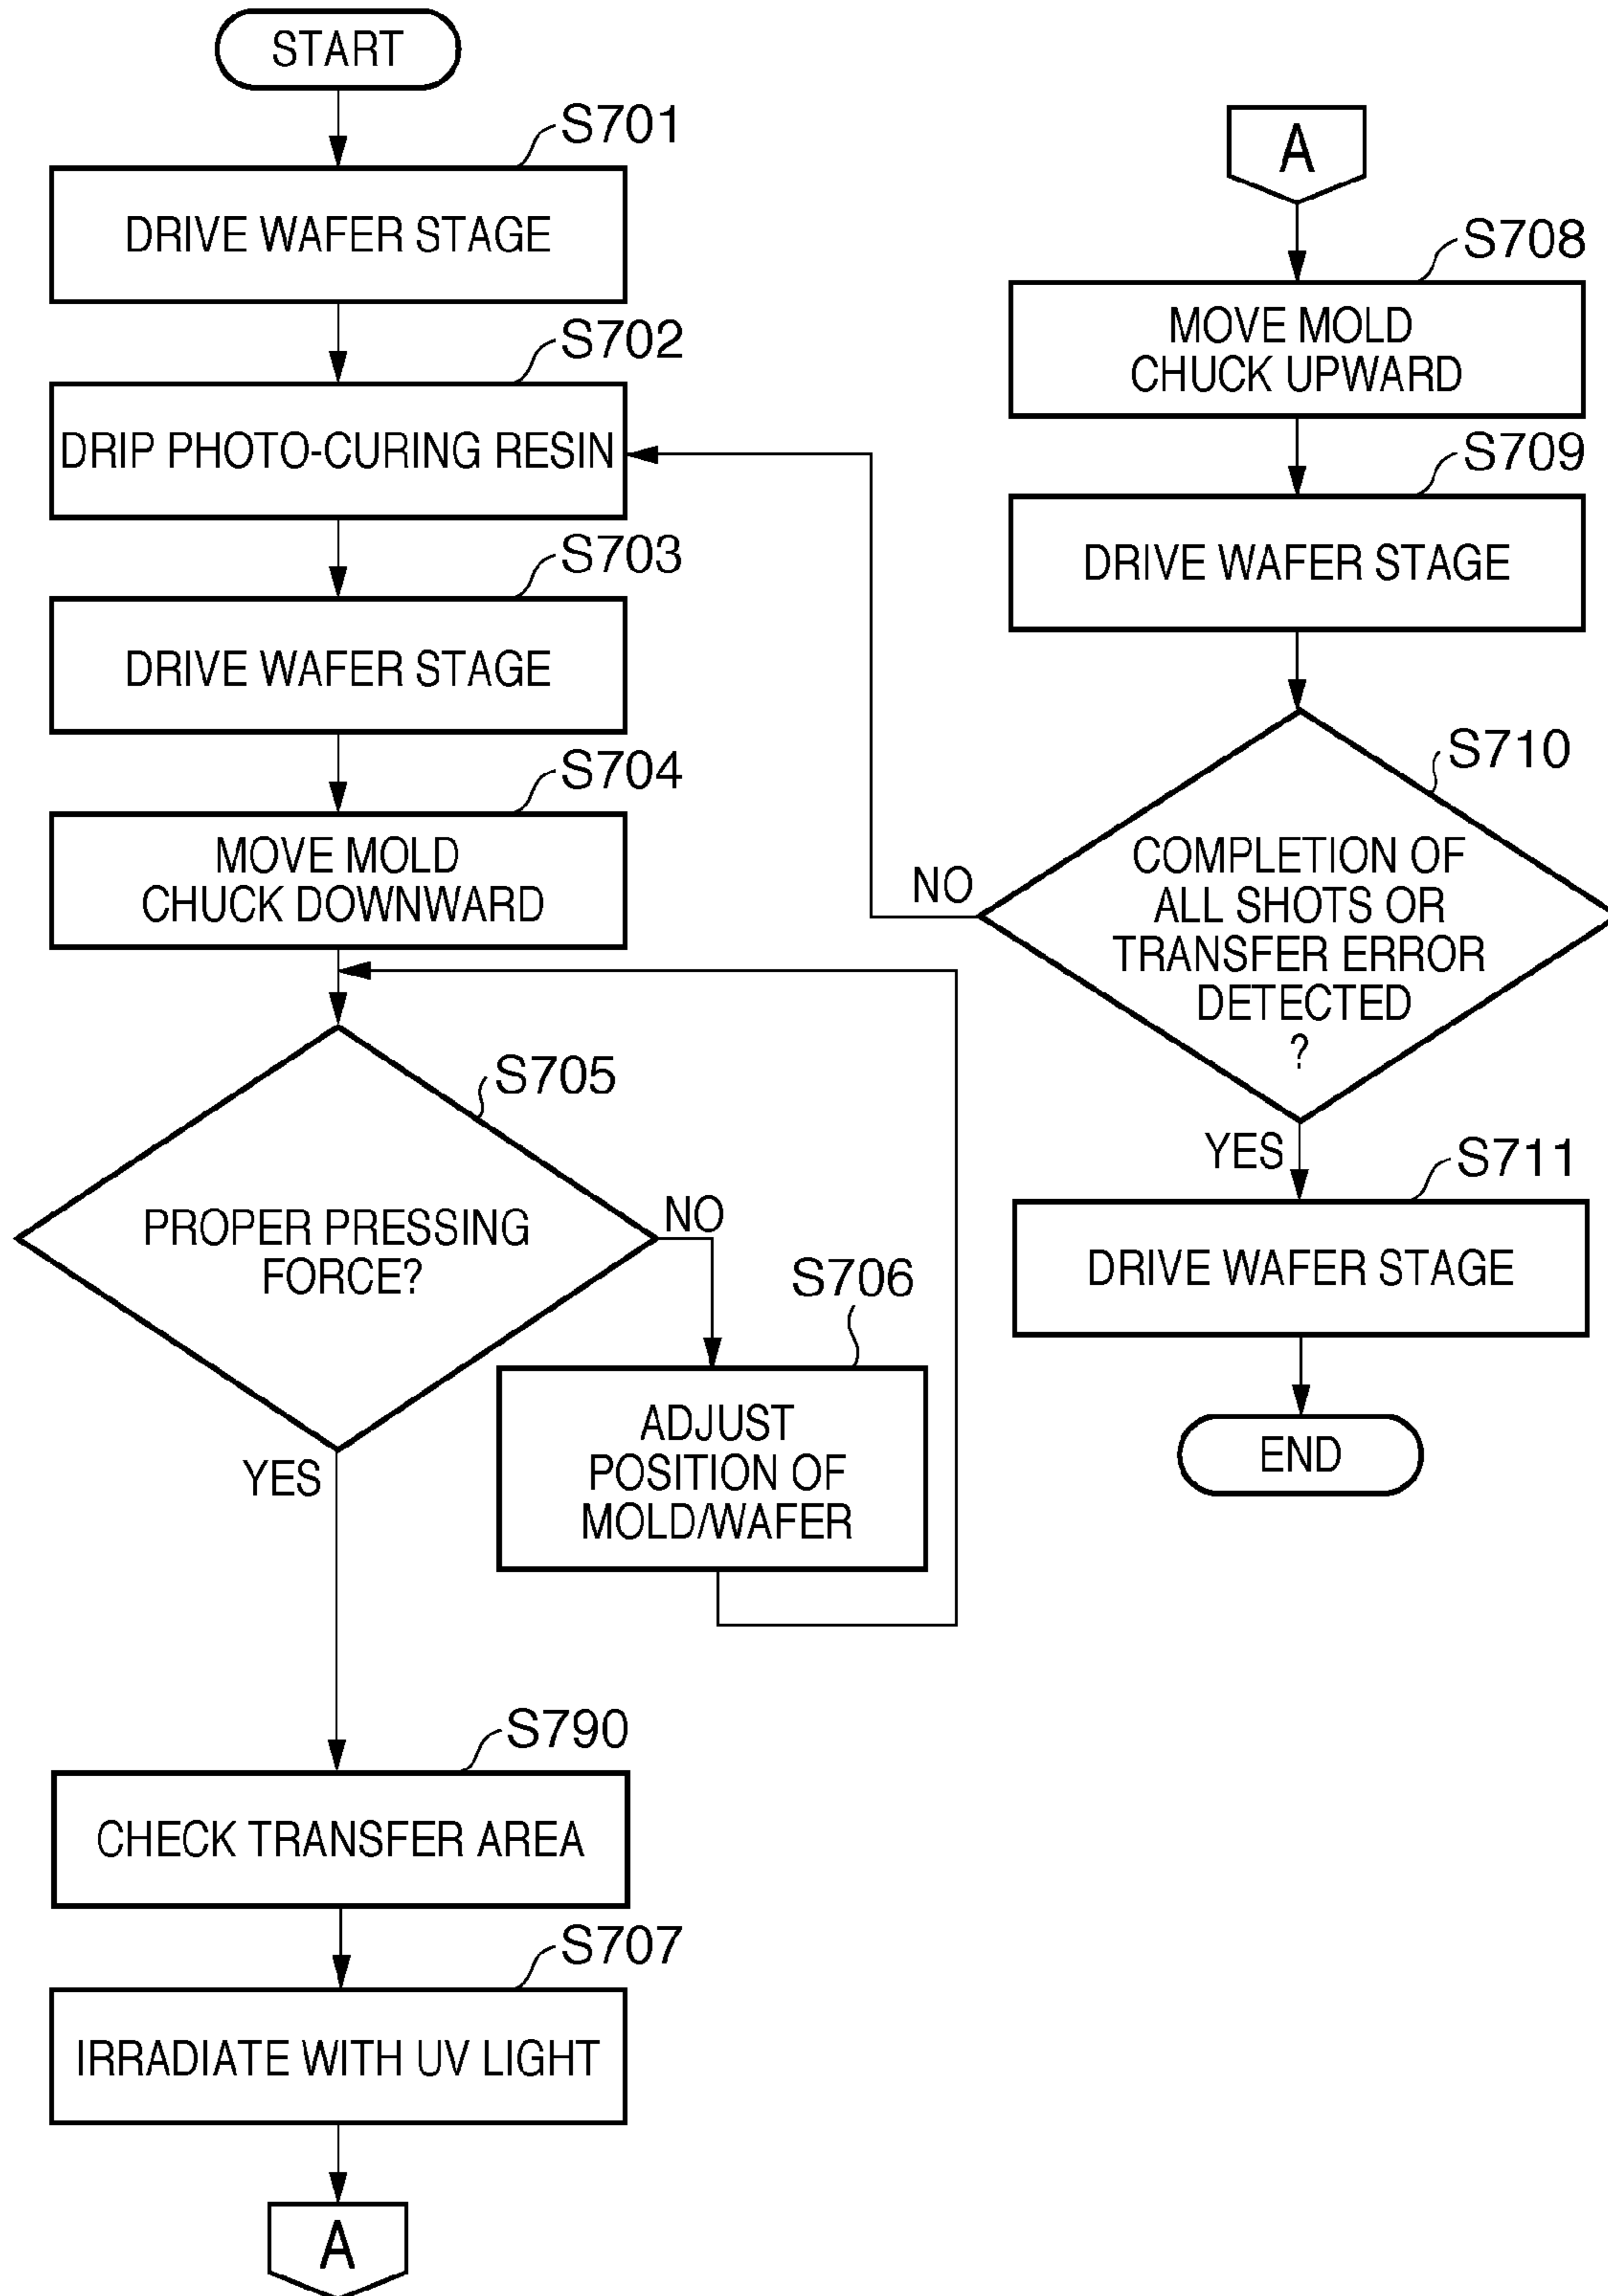 START
S701
DRIVE WAFER STAGE
S702
DRIP PHOTO-CURING RESIN
S703
DRIVE WAFER STAGE
S704
MOVE MOLD
CHUCK DOWNWARD
S705
PROPER PRESSING
FORCE?
NO
S706
ADJUST
POSITION OF
MOLD/WAFER
YES
S790
CHECK TRANSFER AREA
S707
IRRADIATE WITH UV LIGHT
A
A
S708
MOVE MOLD
CHUCK UPWARD
S709
DRIVE WAFER STAGE
S710
COMPLETION OF
ALL SHOTS OR
TRANSFER ERROR
DETECTED
?
NO
YES
S711
DRIVE WAFER STAGE
END